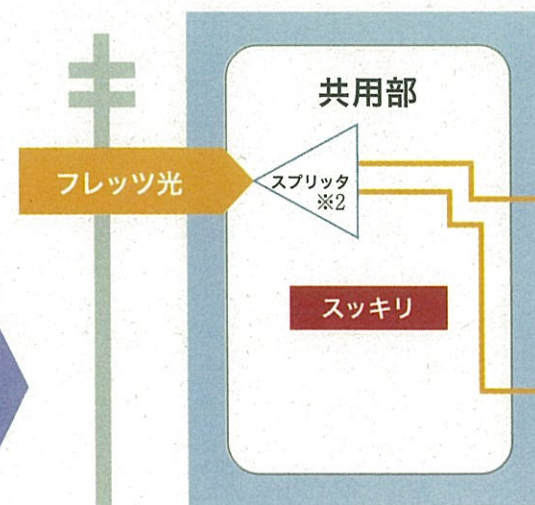 共用部
フレッツ光
スプリッタ
※2
スッキリ